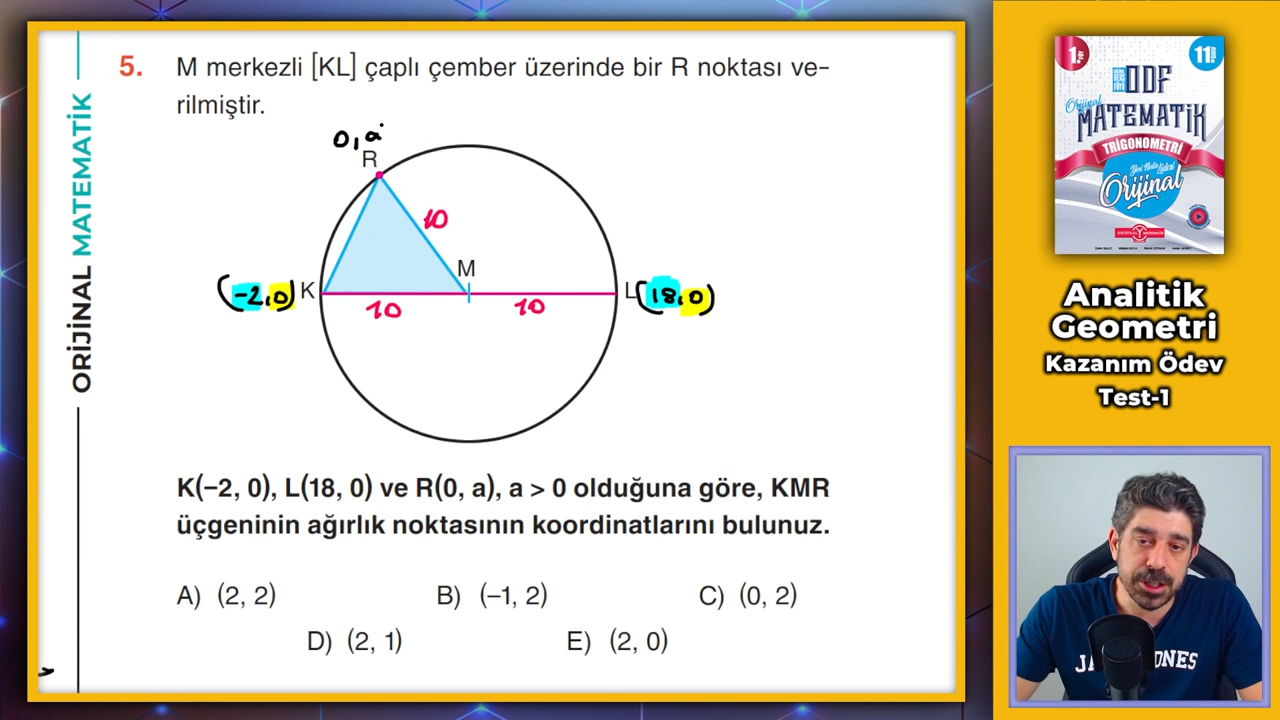 ORİJİNAL MATEMATİK
5. M merkezli [KL] çaplı çember üzerinde bir R noktası ve-
rilmiştir.
0, a
R
10
M
(-2,0) K
L (18,0)
10
10
K(–2, 0), L(18, 0) ve R(0, a), a > 0 olduğuna göre, KMR
üçgeninin ağırlık noktasının koordinatlarını bulunuz.
A) (2, 2) B) (–1, 2) C) (0, 2)
D) (2, 1) E) (2, 0)
11
ODF
Orijinal
MATEMATİK
TRİGONOMETRİ
Orijinal
Analitik
Geometri
Kazanım Ödev
Test-1